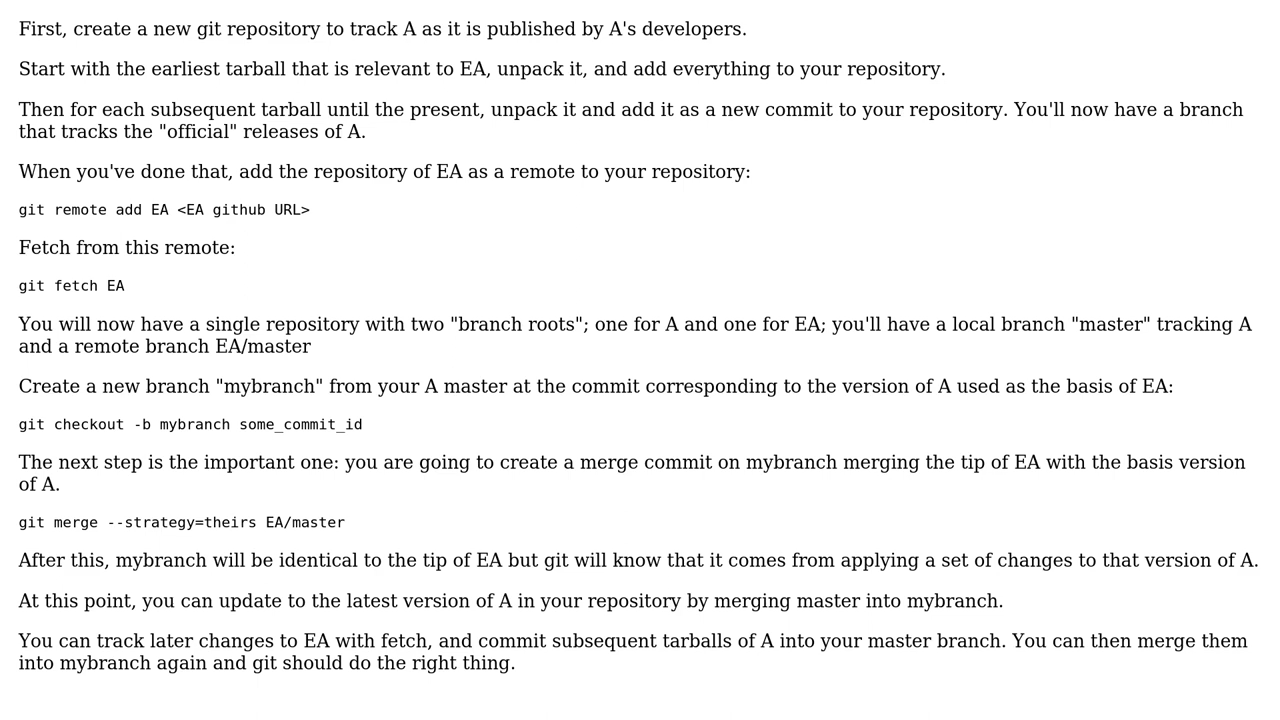 First, create a new git repository to track A as it is published by A's developers.
Start with the earliest tarball that is relevant to EA, unpack it, and add everything to your repository.
Then for each subsequent tarball until the present, unpack it and add it as a new commit to your repository. You'll now have a branch
that tracks the "official" releases of A.
When you've done that, add the repository of EA as a remote to your repository:
git remote add EA <EA github URL>
Fetch from this remote:
git fetch EA
You will now have a single repository with two "branch roots"; one for A and one for EA; you'll have a local branch "master" tracking A
and a remote branch EA/master
Create a new branch "mybranch" from your A master at the commit corresponding to the version of A used as the basis of EA:
git checkout -b mybranch some_commit_id
The next step is the important one: you are going to create a merge commit on mybranch merging the tip of EA with the basis version
of A.
git merge --strategy=theirs EA/master
After this, mybranch will be identical to the tip of EA but git will know that it comes from applying a set of changes to that version of A.
At this point, you can update to the latest version of A in your repository by merging master into mybranch.
You can track later changes to EA with fetch, and commit subsequent tarballs of A into your master branch. You can then merge them
into mybranch again and git should do the right thing.